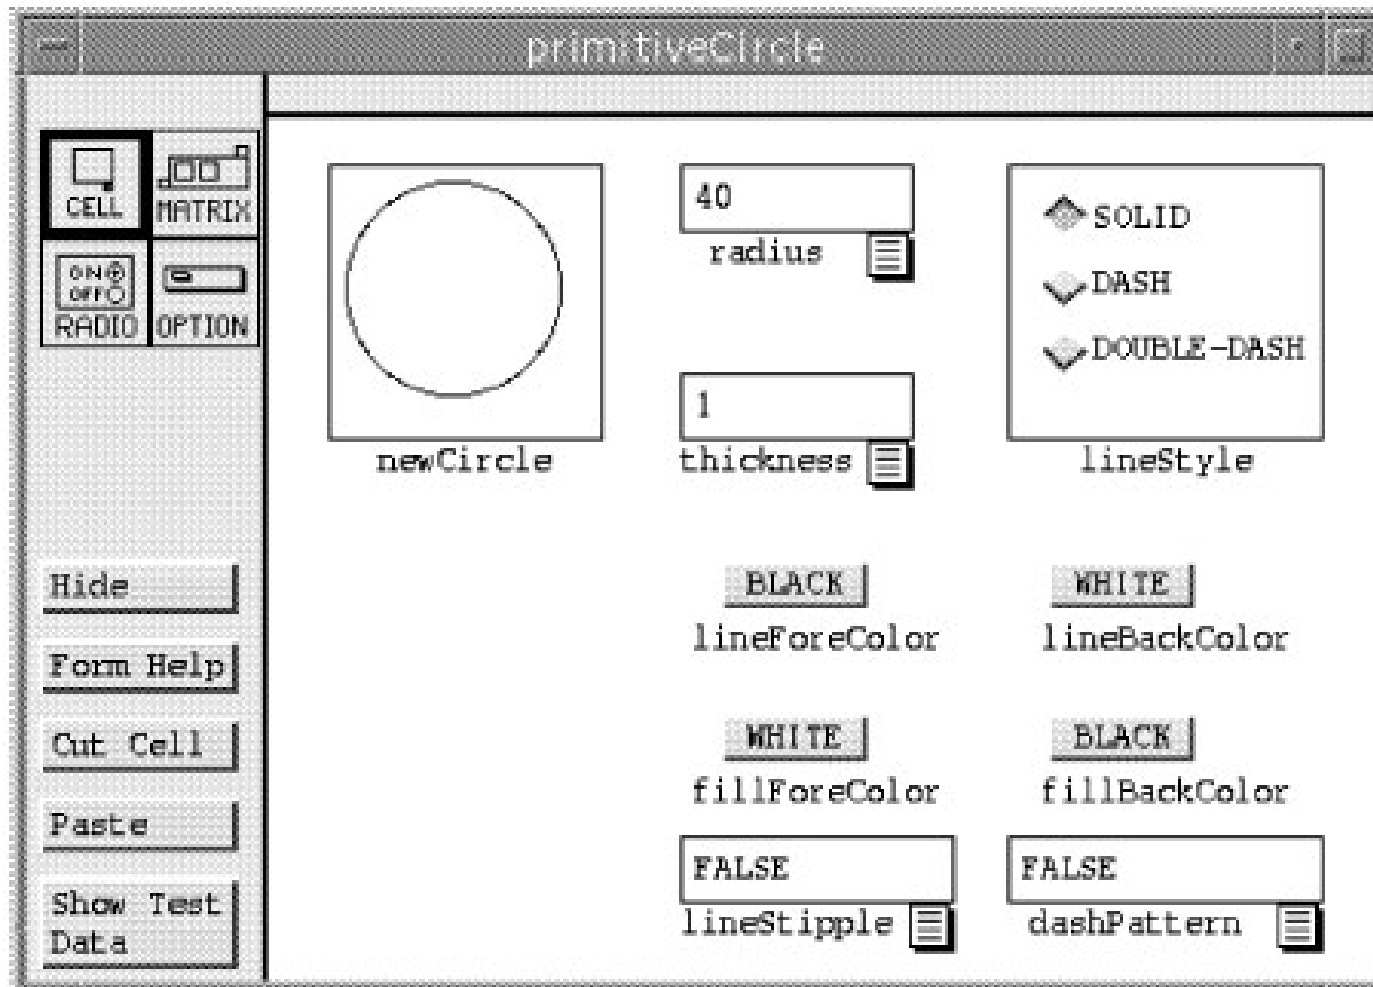 primitiveCircle
CELL
MATRIX
ON
OFF
RADIO
OPTION
Hide
Form Help
Cut Cell
Paste
Show Test
Data
newCircle
40
radius
1
thickness
SOLID
DASH
DOUBLE-DASH
lineStyle
BLACK
lineForeColor
WHITE
lineBackColor
WHITE
fillForeColor
BLACK
fillBackColor
FALSE
lineStipple
FALSE
dashPattern